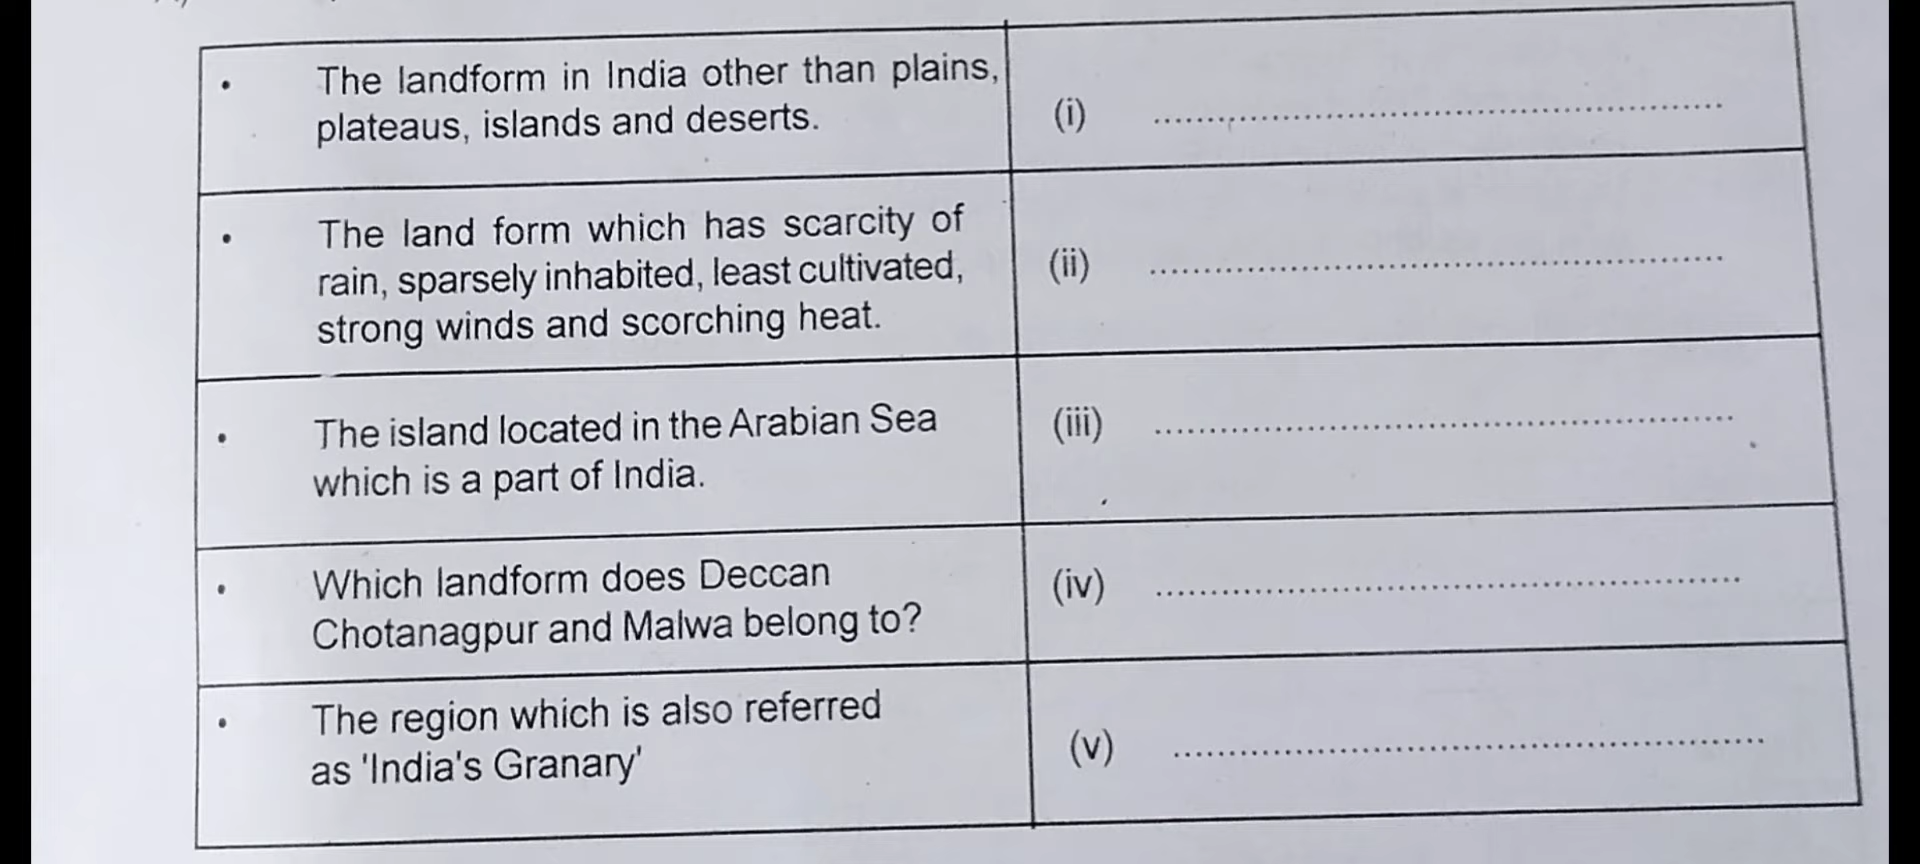 • The landform in India other than plains,
plateaus, islands and deserts.
(i) ..................................................
• The land form which has scarcity of
rain, sparsely inhabited, least cultivated,
strong winds and scorching heat.
(ii) ..................................................
• The island located in the Arabian Sea
which is a part of India.
(iii) ..................................................
• Which landform does Deccan
Chotanagpur and Malwa belong to?
(iv) ..................................................
• The region which is also referred
as 'India's Granary'
(v) ..................................................